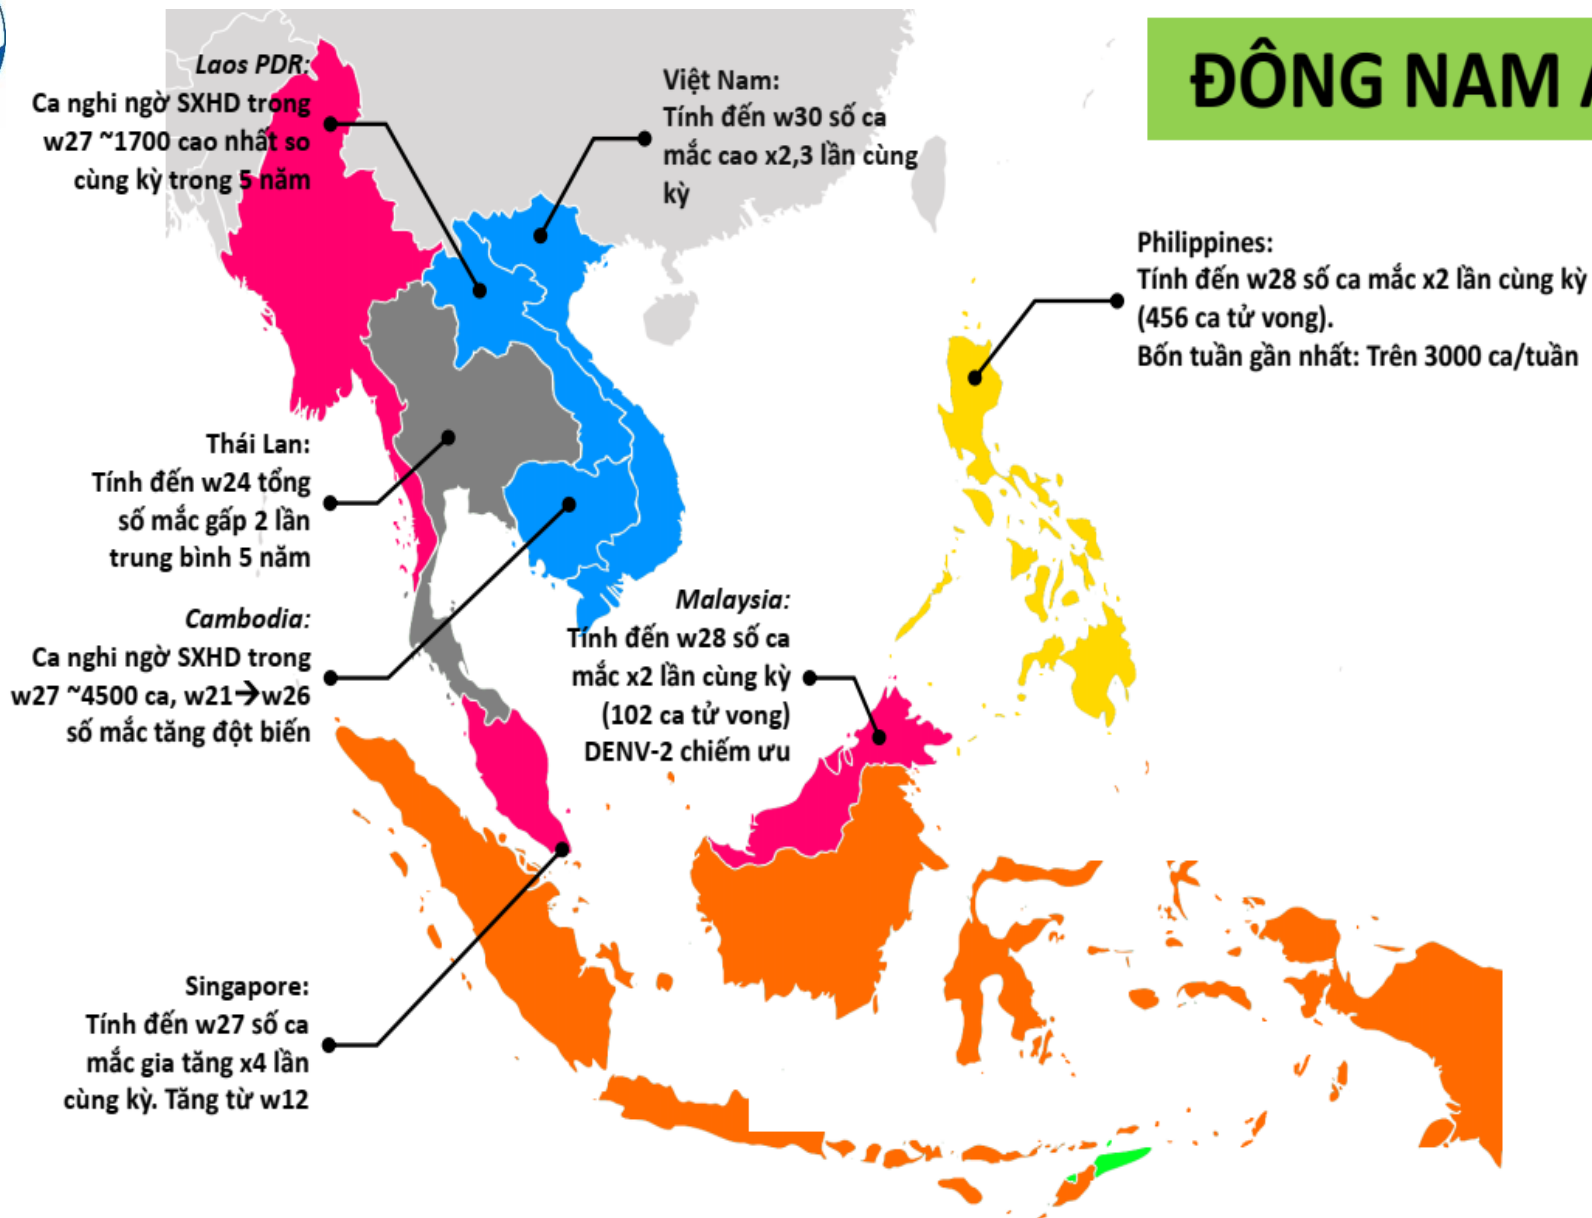 ĐÔNG NAM
Laos PDR:
Ca nghi ngờ SXHD trong
w27 ~1700 cao nhất so
cùng kỳ trong 5 năm
Việt Nam:
Tính đến w30 số ca
mắc cao x2,3 lần cùng
kỳ
Philippines:
Tính đến w28 số ca mắc x2 lần cùng kỳ
(456 ca tử vong).
Bốn tuần gần nhất: Trên 3000 ca/tuần
Thái Lan:
Tính đến w24 tổng
số mắc gấp 2 lần
trung bình 5 năm
Cambodia:
Ca nghi ngờ SXHD trong
w27 ~4500 ca, w21→w26
số mắc tăng đột biến
Malaysia:
Tính đến w28 số ca
mắc x2 lần cùng kỳ
(102 ca tử vong)
DENV-2 chiếm ưu
Singapore:
Tính đến w27 số ca
mắc gia tăng x4 lần
cùng kỳ. Tăng từ w12